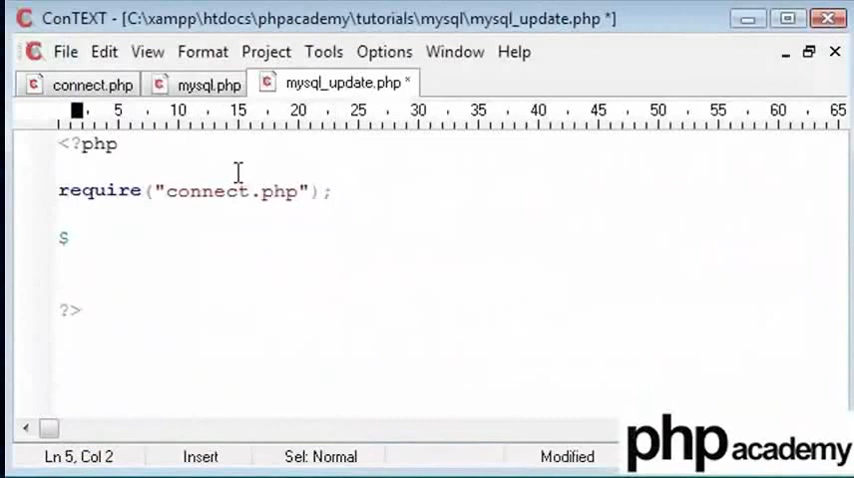 ConTEXT - [C:\xampp\htdocs\phpacademy\tutorials\mysql\mysql_update.php *]
File Edit View Format Project Tools Options Window Help
connect.php mysql.php mysql_update.php *
5 10 15 20 25 30 35 40 45 50 55 60 65
<?php
require("connect.php");
$
?>
Ln 5, Col 2 Insert Sel: Normal Modified
php academy